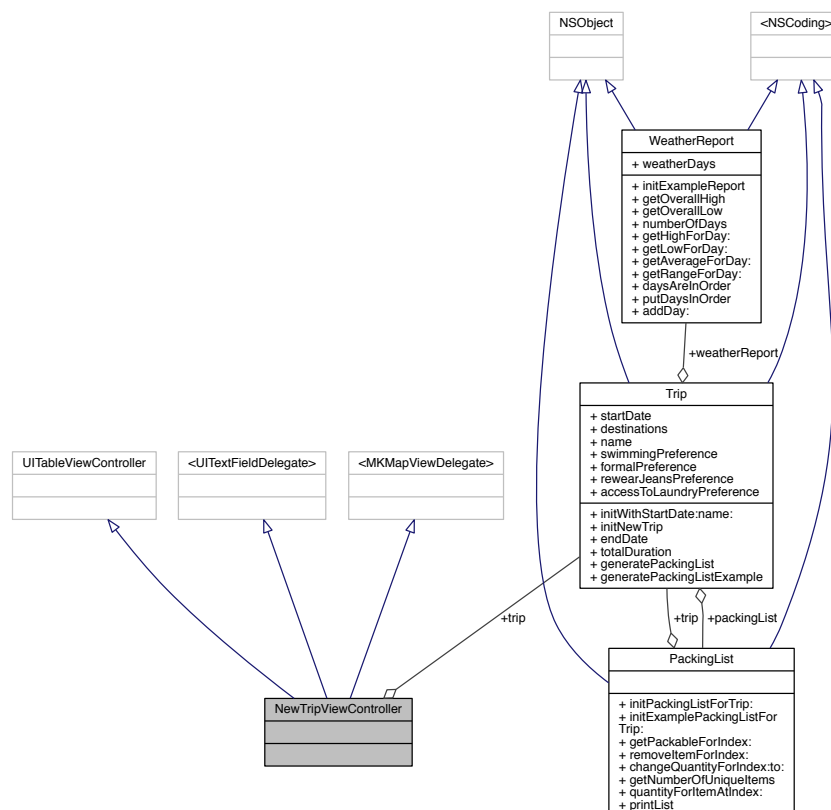 NSObject
<NSCoding>
WeatherReport
+ weatherDays
+ initExampleReport
+ getOverallHigh
+ getOverallLow
+ numberOfDays
+ getHighForDay:
+ getLowForDay:
+ getAverageForDay:
+ getRangeForDay:
+ daysAreInOrder
+ putDaysInOrder
+ addDay:
+weatherReport
Trip
+ startDate
+ destinations
+ name
+ swimmingPreference
+ formalPreference
+ rewearJeansPreference
+ accessToLaundryPreference
+ initWithStartDate:name:
+ initNewTrip
+ endDate
+ totalDuration
+ generatePackingList
+ generatePackingListExample
UITableViewController
<UITextFieldDelegate>
<MKMapViewDelegate>
+trip
+trip
+packingList
NewTripViewController
PackingList
+ initPackingListForTrip:
+ initExamplePackingListFor
Trip:
+ getPackableForIndex:
+ removeItemForIndex:
+ changeQuantityForIndex:to:
+ getNumberOfUniqueItems
+ quantityForItemAtIndex:
+ printList